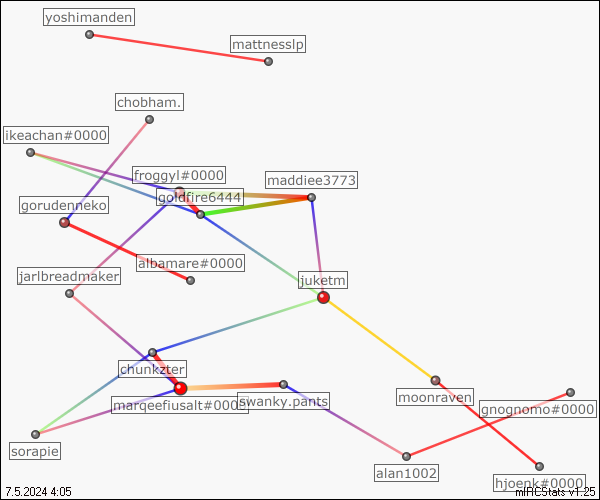 yoshimanden
mattnesslp
chobham.
ikeachan#0000
froggyl#0000
maddiee3773
goldfire6444
gorudenneko
albamare#0000
jarlbreadmaker
juketm
chunkzter
moonraven
marqeefiusalt#000
swanky.pants
gnognomo#0000
sorapie
alan1002
hjoenk#0000
7.5.2024 4:05
mIRCStats v1.25